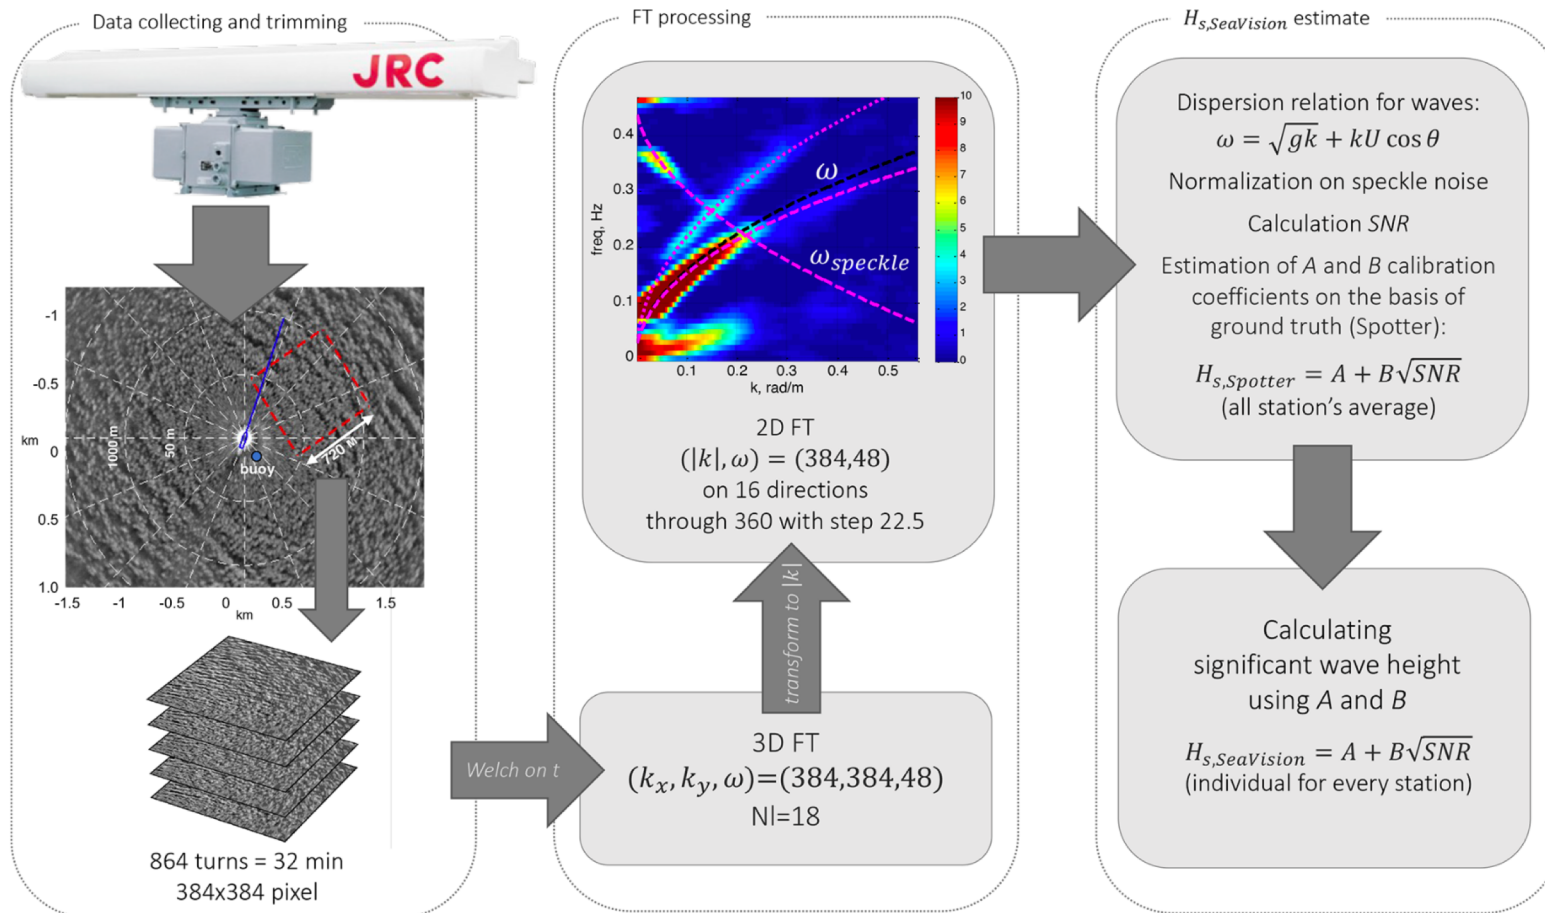 Data collecting and trimming
JRC
-1
-0.5
km
0
0.5
1.0
-1.5 -1 -0.5 0 0.5 1.5
km
1000 m
50 m
720 M
buoy
864 turns = 32 min
384x384 pixel
Welch on t
FT processing
freq, Hz
0.4
0.3
0.2
0.1
0
0.1 0.2 0.3 0.4 0.5
k, rad/m
10
9
8
7
6
5
4
3
2
1
0
ω
ω_speckle
2D FT
(|k|, ω) = (384,48)
on 16 directions
through 360 with step 22.5
transform to |k|
3D FT
(k_x, k_y, ω)=(384,384,48)
Nl=18
H_{s,SeaVision} estimate
Dispersion relation for waves:
ω = √gk + kU cos θ
Normalization on speckle noise
Calculation SNR
Estimation of A and B calibration
coefficients on the basis of
ground truth (Spotter):
H_{s,Spotter} = A + B√SNR
(all station's average)
Calculating
significant wave height
using A and B
H_{s,SeaVision} = A + B√SNR
(individual for every station)